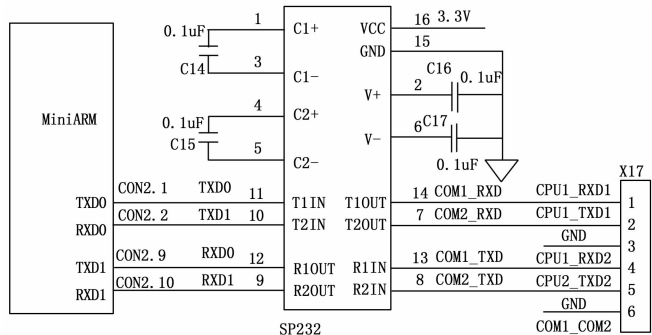 1 C1+ VCC 16 3.3V
0.1uF GND 15
C14 3 C1- C16
V+ 2 0.1uF
4 C2+
MiniARM 0.1uF V- 6 C17
C15 5 C2- 0.1uF
X17
TXD0 CON2.1 TXD0 11 T1IN T1OUT 14 COM1_RXD CPU1_RXD1 1
RXD0 CON2.2 TXD1 10 T2IN T2OUT 7 COM2_RXD CPU1_TXD1 2
GND 3
TXD1 CON2.9 RXD0 12 R1OUT R1IN 13 COM1_TXD CPU1_RXD2 4
RXD1 CON2.10 RXD1 9 R2OUT R2IN 8 COM2_TXD CPU2_TXD2 5
GND 6
SP232 COM1_COM2